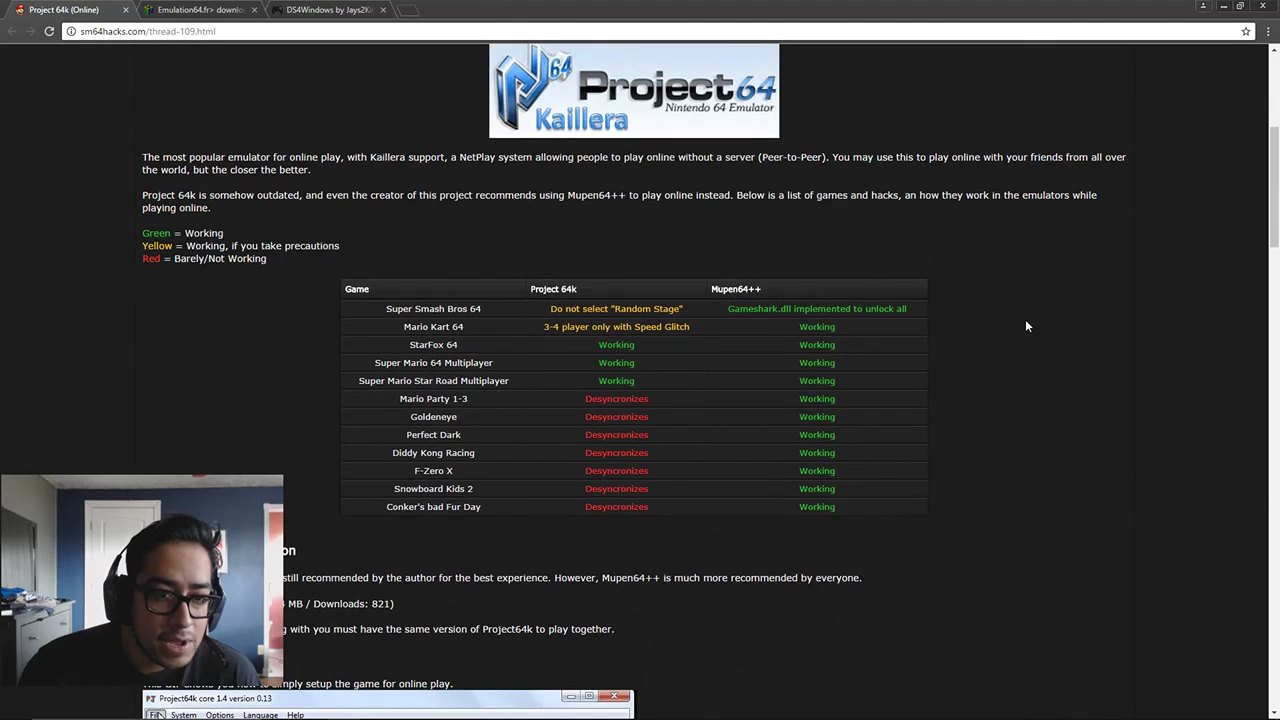 Project 64k (Online)
Emulation64.fr> downlo
DS4Windows by Jays2Ki
sm64hacks.com/thread-109.html
64
Project 64
Nintendo 64 Emulator
Kaillera
The most popular emulator for online play, with Kaillera support, a NetPlay system allowing people to play online without a server (Peer-to-Peer). You may use this to play online with your friends from all over
the world, but the closer the better.
Project 64k is somehow outdated, and even the creator of this project recommends using Mupen64++ to play online instead. Below is a list of games and hacks, an how they work in the emulators while
playing online.
Green = Working
Yellow = Working, if you take precautions
Red = Barely/Not Working
Game Project 64k Mupen64++
Super Smash Bros 64 Do not select "Random Stage" Gameshark.dll implemented to unlock all
Mario Kart 64 3-4 player only with Speed Glitch Working
StarFox 64 Working Working
Super Mario 64 Multiplayer Working Working
Super Mario Star Road Multiplayer Working Working
Mario Party 1-3 Desyncronizes Working
Goldeneye Desyncronizes Working
Perfect Dark Desyncronizes Working
Diddy Kong Racing Desyncronizes Working
F-Zero X Desyncronizes Working
Snowboard Kids 2 Desyncronizes Working
Conker's bad Fur Day Desyncronizes Working
on
still recommended by the author for the best experience. However, Mupen64++ is much more recommended by everyone.
MB / Downloads: 821)
with you must have the same version of Project64k to play together.
This GIF shows you how to simply setup the game for online play.
Project64k core 1.4 version 0.13
File System Options Language Help